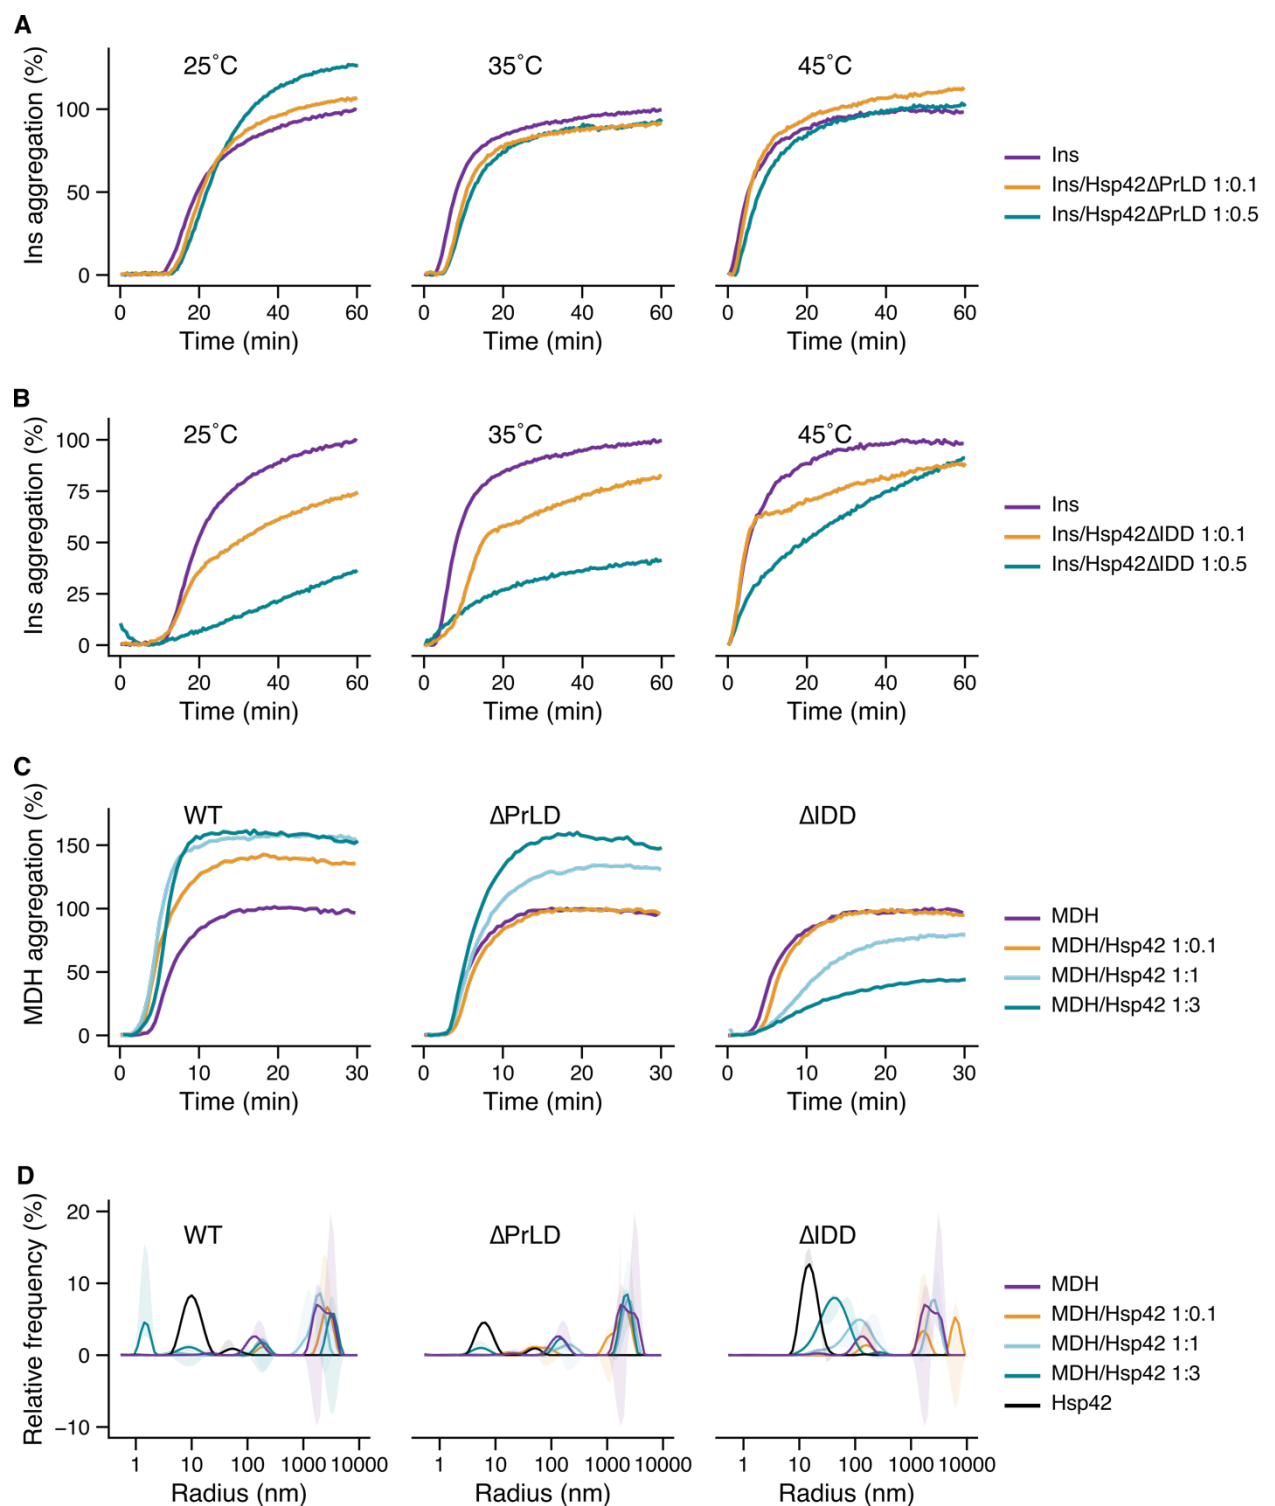 A
Ins aggregation (%)
25°C
35°C
45°C
100
50
0
0 20 40 60
0 20 40 60
0 20 40 60
Time (min)
Time (min)
Time (min)
Ins
Ins/Hsp42ΔPrLD 1:0.1
Ins/Hsp42ΔPrLD 1:0.5
B
Ins aggregation (%)
25°C
35°C
45°C
100
75
50
25
0
0 20 40 60
0 20 40 60
0 20 40 60
Time (min)
Time (min)
Time (min)
Ins
Ins/Hsp42ΔIDD 1:0.1
Ins/Hsp42ΔIDD 1:0.5
C
MDH aggregation (%)
WT
ΔPrLD
ΔIDD
150
100
50
0
0 10 20 30
0 10 20 30
0 10 20 30
Time (min)
Time (min)
Time (min)
MDH
MDH/Hsp42 1:0.1
MDH/Hsp42 1:1
MDH/Hsp42 1:3
D
Relative frequency (%)
WT
ΔPrLD
ΔIDD
20
10
0
−10
1 10 100 1000 10000
1 10 100 1000 10000
1 10 100 1000 10000
Radius (nm)
Radius (nm)
Radius (nm)
MDH
MDH/Hsp42 1:0.1
MDH/Hsp42 1:1
MDH/Hsp42 1:3
Hsp42